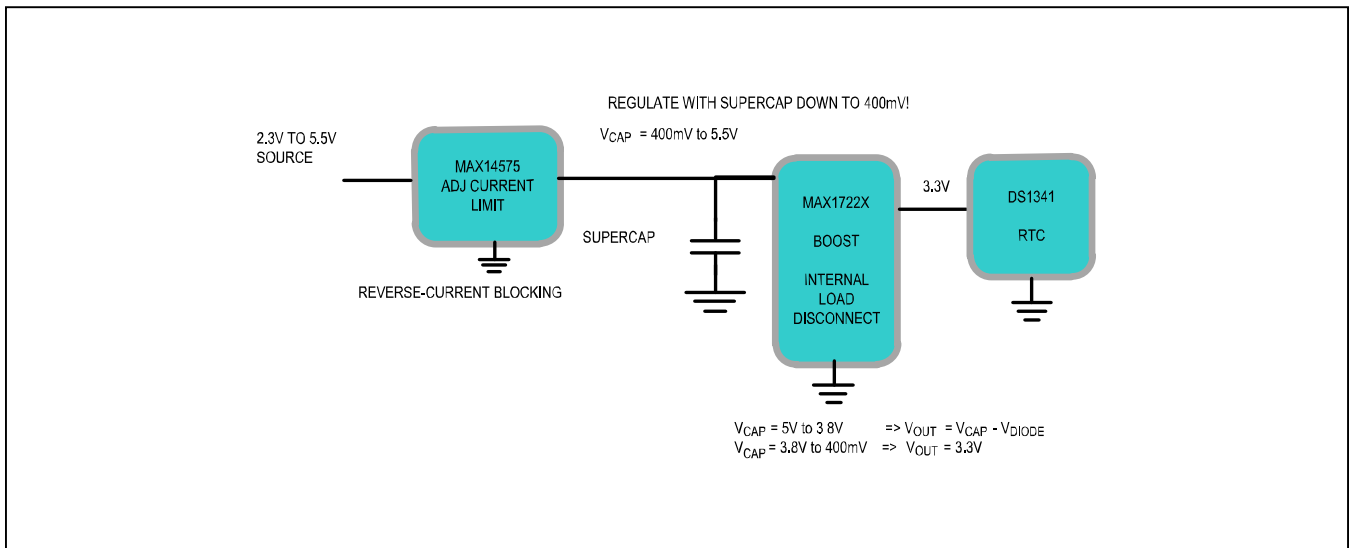 REGULATE WITH SUPERCAP DOWN TO 400mV!
2.3V TO 5.5V
SOURCE
V_CAP = 400mV to 5.5V
MAX14575
ADJ CURRENT
LIMIT
REVERSE-CURRENT BLOCKING
SUPERCAP
MAX1722X
BOOST
INTERNAL
LOAD
DISCONNECT
3.3V
DS1341
RTC
V_CAP = 5V to 3 8V => V_OUT = V_CAP - V_DIODE
V_CAP = 3.8V to 400mV => V_OUT = 3.3V